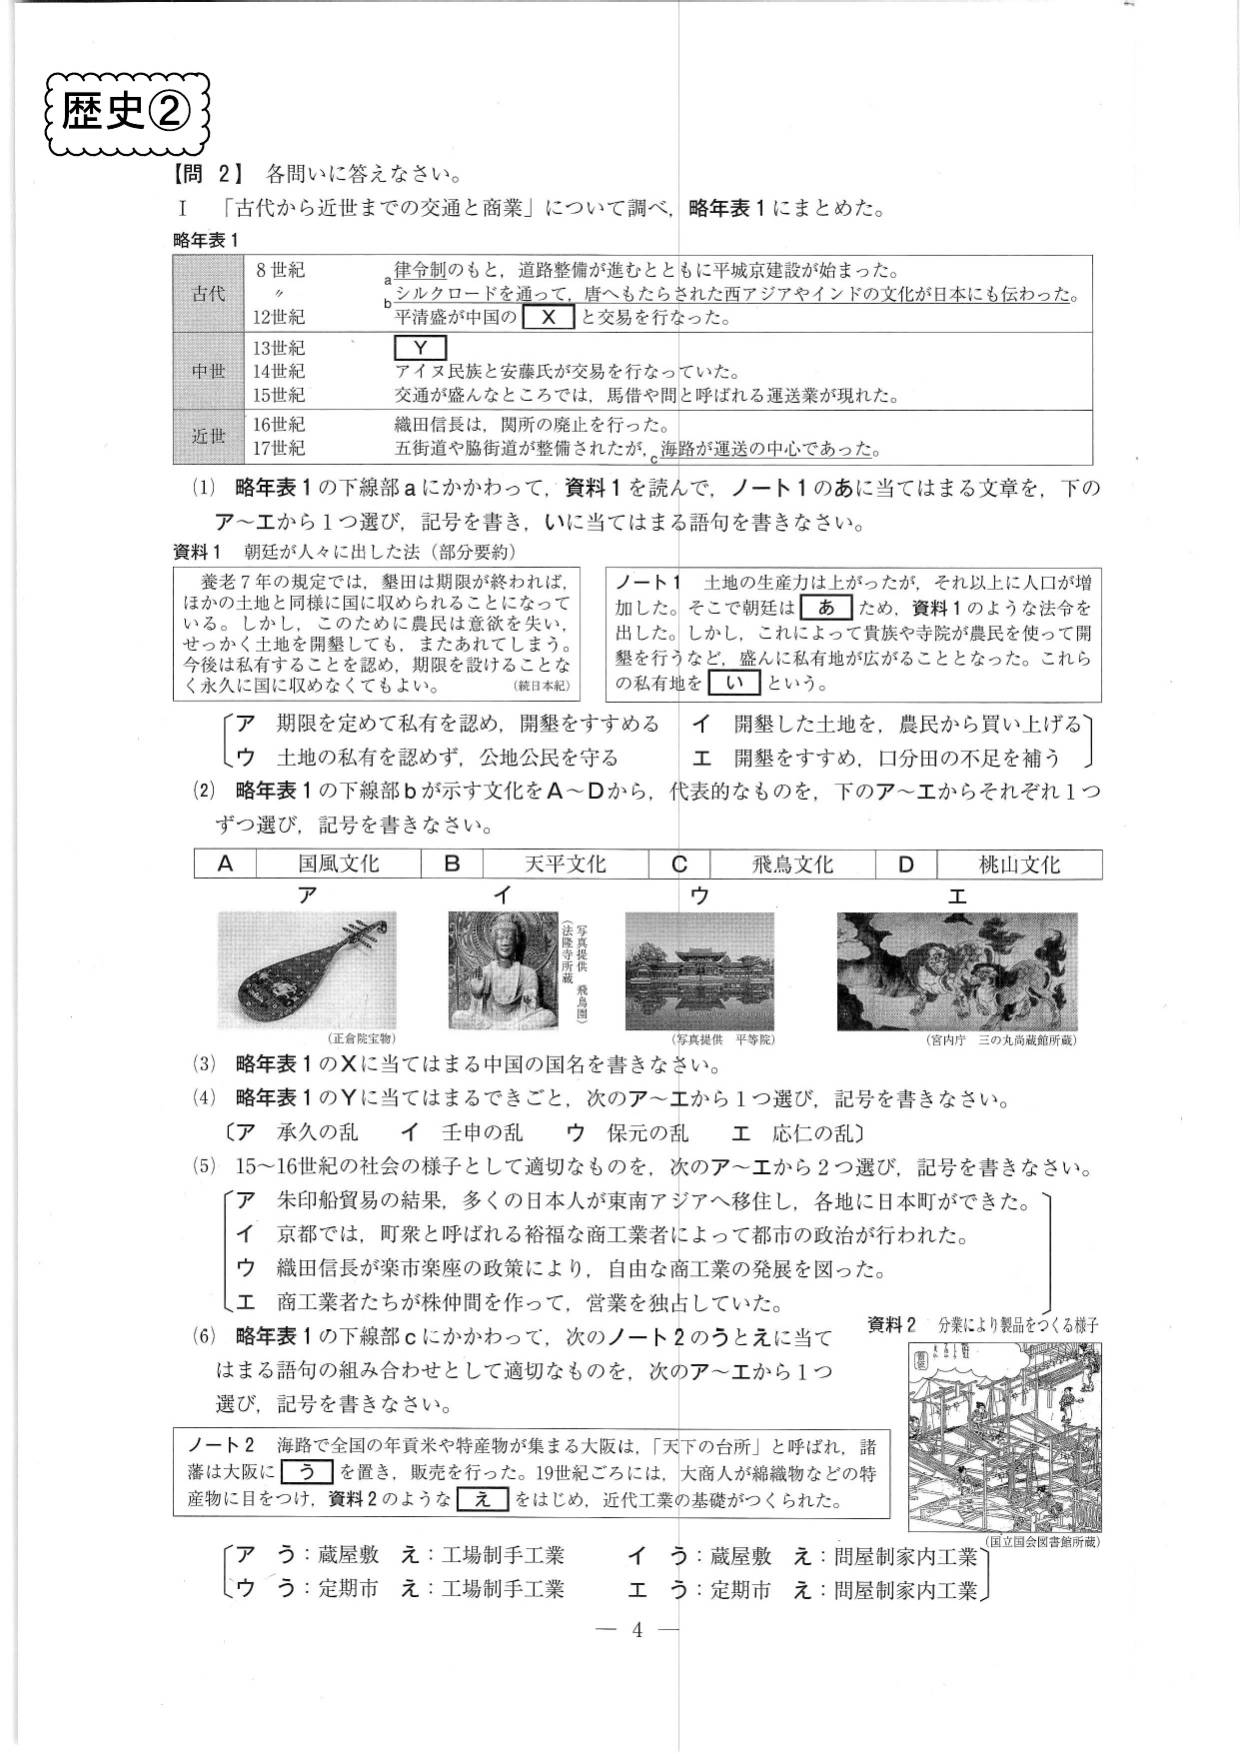 歴史②
【問 2】 各問いに答えなさい。
Ⅰ 「古代から近世までの交通と商業」について調べ，略年表1にまとめた。
略年表1
古代
8世紀 a律令制のもと，道路整備が進むとともに平城京建設が始まった。
〃 bシルクロードを通って，唐へもたらされた西アジアやインドの文化が日本にも伝わった。
12世紀 平清盛が中国の X と交易を行なった。
中世
13世紀 Y
14世紀 アイヌ民族と安藤氏が交易を行なっていた。
15世紀 交通が盛んなところでは，馬借や問と呼ばれる運送業が現れた。
近世
16世紀 織田信長は，関所の廃止を行った。
17世紀 五街道や脇街道が整備されたが，c海路が運送の中心であった。
(1) 略年表1の下線部aにかかわって，資料1を読んで，ノート1のあに当てはまる文章を，下の
ア～エから1つ選び，記号を書き，いに当てはまる語句を書きなさい。
資料1 朝廷が人々に出した法（部分要約）
養老7年の規定では，墾田は期限が終われば，
ほかの土地と同様に国に収められることになって
いる。しかし，このために農民は意欲を失い，
せっかく土地を開墾しても，またあれてしまう。
今後は私有することを認め，期限を設けることな
く永久に国に収めなくてもよい。 （続日本紀）
ノート1 土地の生産力は上がったが，それ以上に人口が増
加した。そこで朝廷は あ ため，資料1のような法令を
出した。しかし，これによって貴族や寺院が農民を使って開
墾を行うなど，盛んに私有地が広がることとなった。これら
の私有地を い という。
ア 期限を定めて私有を認め，開墾をすすめる イ 開墾した土地を，農民から買い上げる
ウ 土地の私有を認めず，公地公民を守る エ 開墾をすすめ，口分田の不足を補う
(2) 略年表1の下線部bが示す文化をA～Dから，代表的なものを，下のア～エからそれぞれ1つ
ずつ選び，記号を書きなさい。
A 国風文化 B 天平文化 C 飛鳥文化 D 桃山文化
ア イ ウ エ
（正倉院宝物）
写真提供 飛鳥園
（法隆寺所蔵）
（写真提供 平等院）
（宮内庁 三の丸尚蔵館所蔵）
(3) 略年表1のXに当てはまる中国の国名を書きなさい。
(4) 略年表1のYに当てはまるできごと，次のア～エから1つ選び，記号を書きなさい。
〔ア 承久の乱 イ 壬申の乱 ウ 保元の乱 エ 応仁の乱〕
(5) 15～16世紀の社会の様子として適切なものを，次のア～エから2つ選び，記号を書きなさい。
ア 朱印船貿易の結果，多くの日本人が東南アジアへ移住し，各地に日本町ができた。
イ 京都では，町衆と呼ばれる裕福な商工業者によって都市の政治が行われた。
ウ 織田信長が楽市楽座の政策により，自由な商工業の発展を図った。
エ 商工業者たちが株仲間を作って，営業を独占していた。
(6) 略年表1の下線部cにかかわって，次のノート2のうとえに当て
はまる語句の組み合わせとして適切なものを，次のア～エから1つ
選び，記号を書きなさい。
資料2 分業により製品をつくる様子
（国立国会図書館所蔵）
ノート2 海路で全国の年貢米や特産物が集まる大阪は，「天下の台所」と呼ばれ，諸
藩は大阪に う を置き，販売を行った。19世紀ごろには，大商人が綿織物などの特
産物に目をつけ，資料2のような え をはじめ，近代工業の基礎がつくられた。
ア う：蔵屋敷 え：工場制手工業 イ う：蔵屋敷 え：問屋制家内工業
ウ う：定期市 え：工場制手工業 エ う：定期市 え：問屋制家内工業
— 4 —